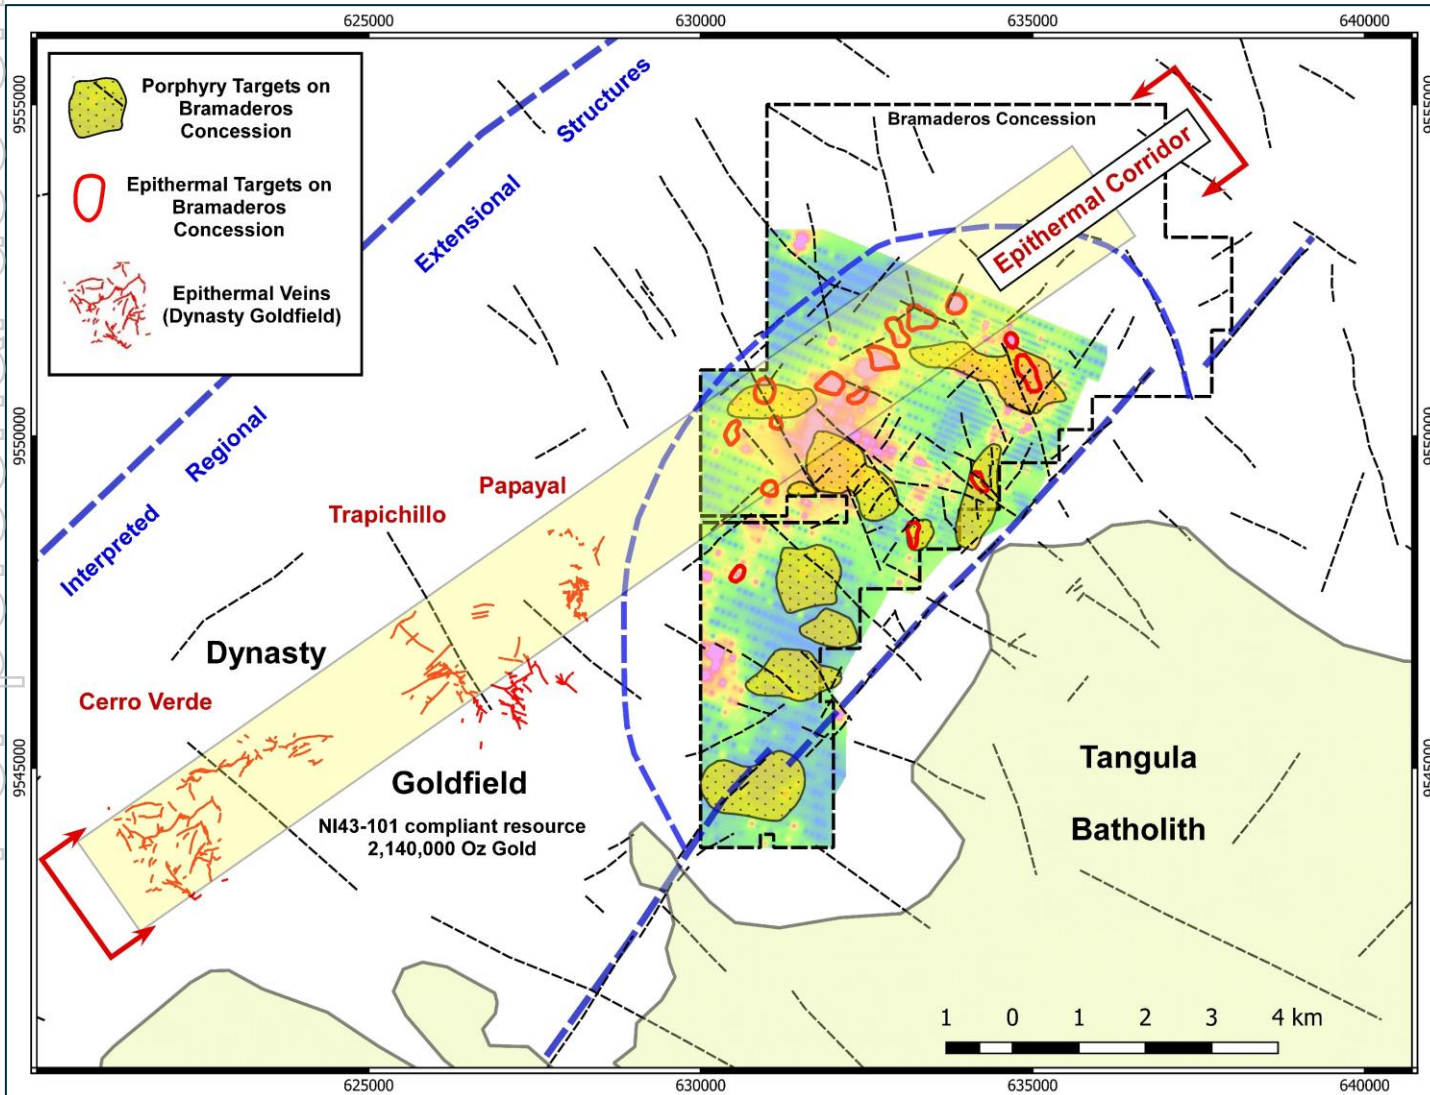 625000
630000
635000
640000
9555000
9555000
Porphyry Targets on
Bramaderos
Concession
Epithermal Targets on
Bramaderos
Concession
Epithermal Veins
(Dynasty Goldfield)
Structures
Extensional
Regional
Interpreted
Bramaderos Concession
Epithermal Corridor
9550000
9550000
Papayal
Trapichillo
Dynasty
Cerro Verde
Goldfield
NI43-101 compliant resource
2,140,000 Oz Gold
Tangula
Batholith
9545000
9545000
1 0 1 2 3 4 km
625000
630000
635000
640000